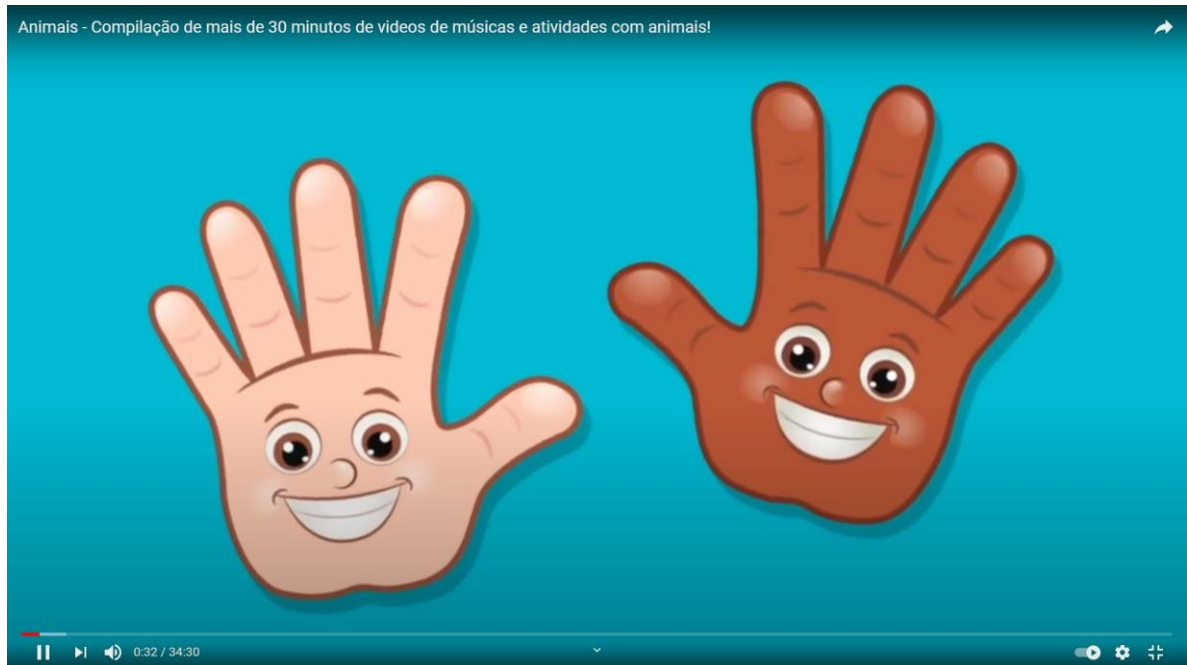 Animais - Compilação de mais de 30 minutos de videos de músicas e atividades com animais!
0:32 / 34:30